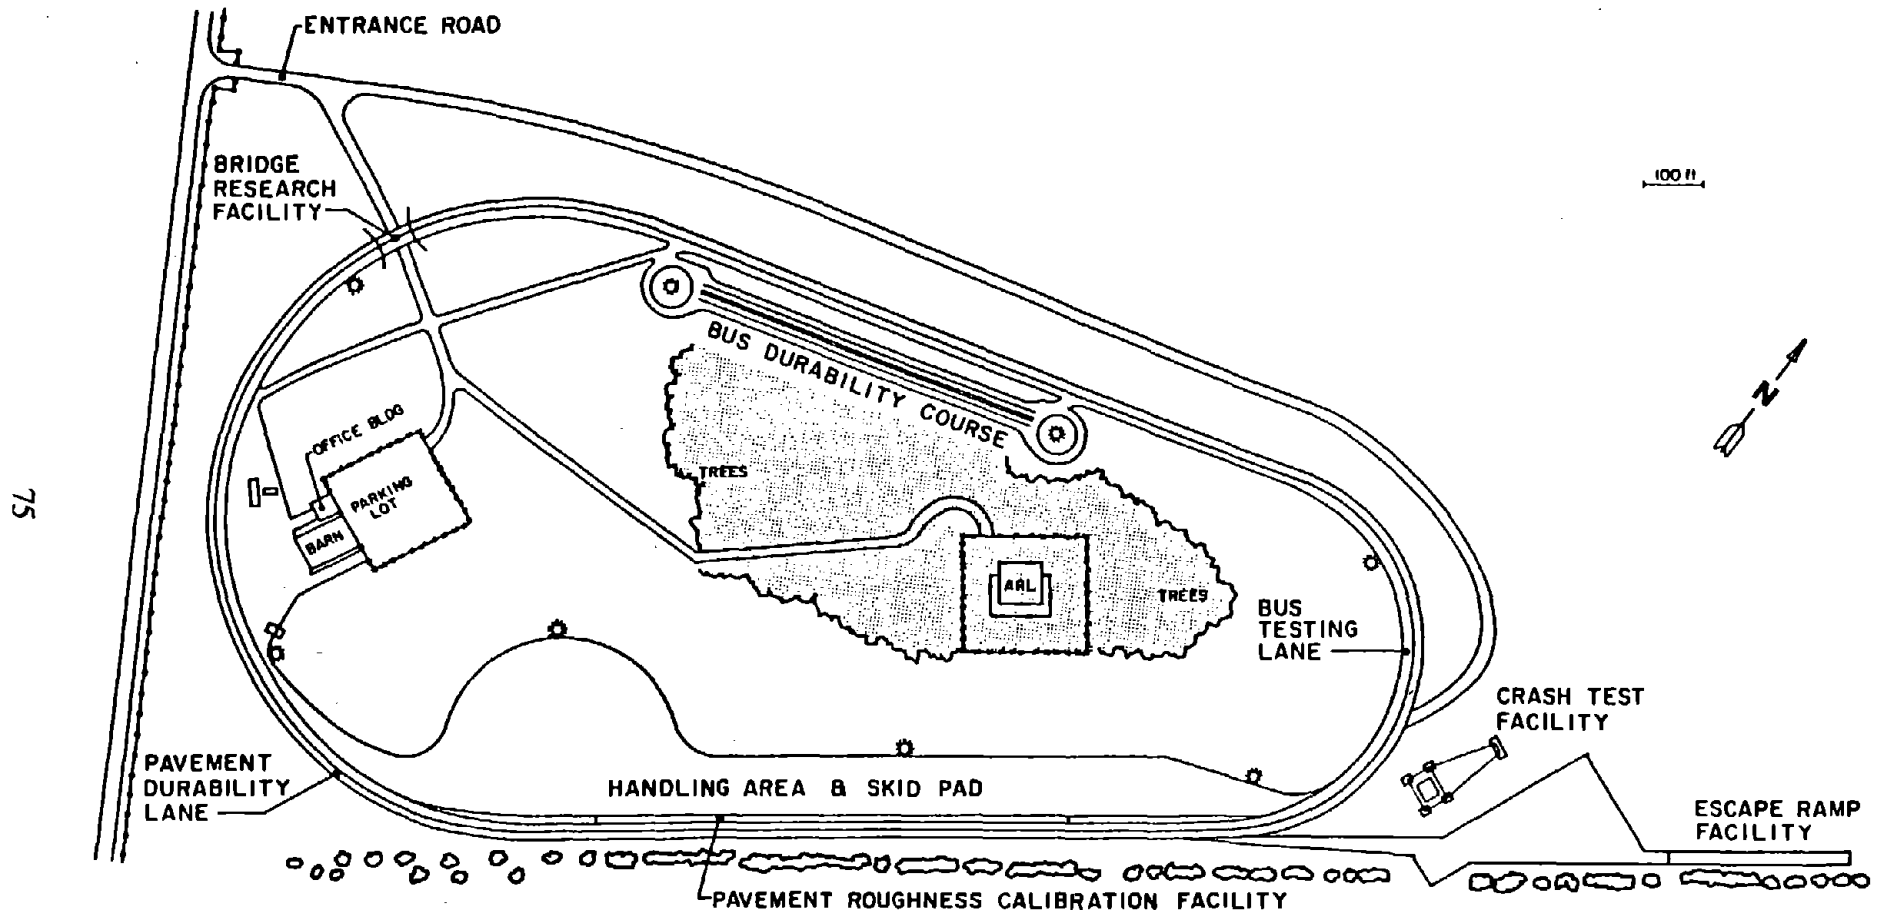 ENTRANCE ROAD
BRIDGE
RESEARCH
FACILITY
100 ft
N
BUS DURABILITY COURSE
OFFICE BLDG
PARKING
LOT
BARN
TREES
75
ARL
TREES
BUS
TESTING
LANE
CRASH TEST
FACILITY
PAVEMENT
DURABILITY
LANE
HANDLING AREA & SKID PAD
ESCAPE RAMP
FACILITY
PAVEMENT ROUGHNESS CALIBRATION FACILITY